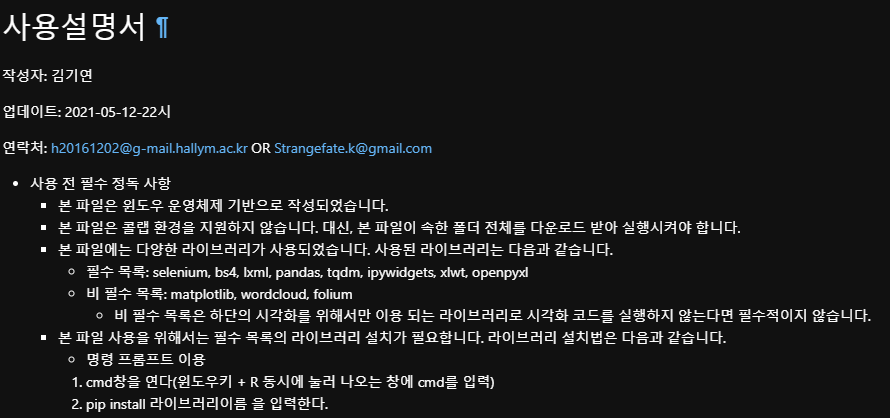 사용설명서 ¶
작성자: 김기연
업데이트: 2021-05-12-22시
연락처: h20161202@g-mail.hallym.ac.kr OR Strangefate.k@gmail.com
• 사용 전 필수 정독 사항
▪ 본 파일은 윈도우 운영체제 기반으로 작성되었습니다.
▪ 본 파일은 콜랩 환경을 지원하지 않습니다. 대신, 본 파일이 속한 폴더 전체를 다운로드 받아 실행시켜야 합니다.
▪ 본 파일에는 다양한 라이브러리가 사용되었습니다. 사용된 라이브러리는 다음과 같습니다.
◦ 필수 목록: selenium, bs4, lxml, pandas, tqdm, ipywidgets, xlwt, openpyxl
◦ 비 필수 목록: matplotlib, wordcloud, folium
◦ 비 필수 목록은 하단의 시각화를 위해서만 이용 되는 라이브러리로 시각화 코드를 실행하지 않는다면 필수적이지 않습니다.
▪ 본 파일 사용을 위해서는 필수 목록의 라이브러리 설치가 필요합니다. 라이브러리 설치법은 다음과 같습니다.
◦ 명령 프롬프트 이용
1. cmd창을 연다(윈도우키 + R 동시에 눌러 나오는 창에 cmd를 입력)
2. pip install 라이브러리이름 을 입력한다.